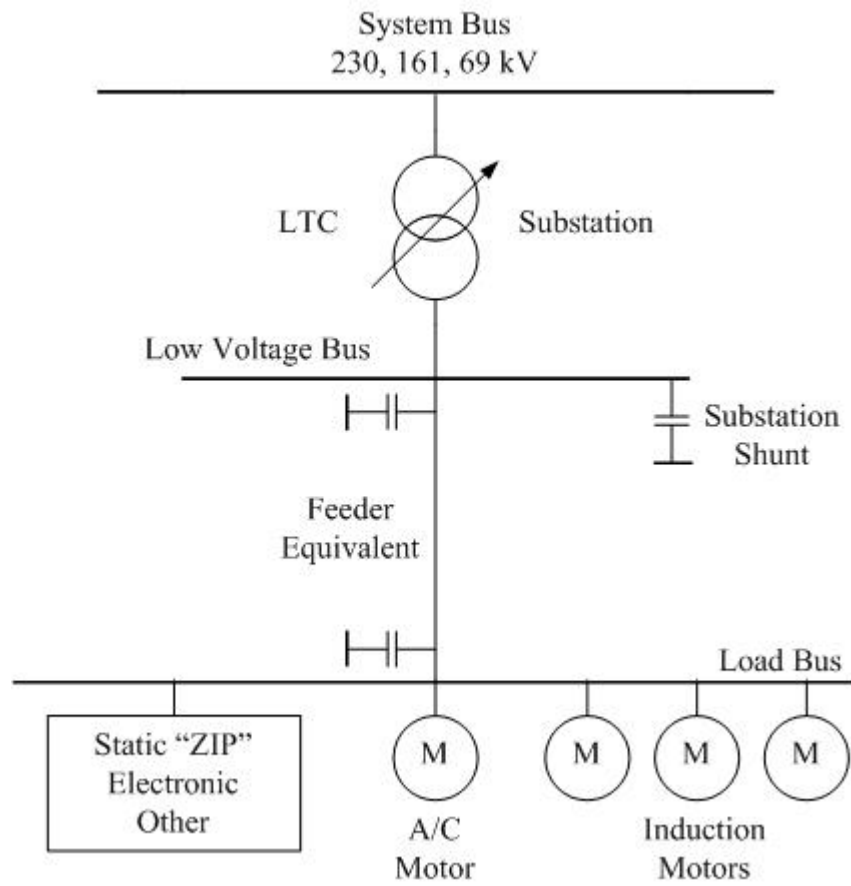 System Bus
230, 161, 69 kV
LTC
Substation
Low Voltage Bus
Substation
Shunt
Feeder
Equivalent
Load Bus
Static “ZIP”
Electronic
Other
M
M
M
M
A/C
Motor
Induction
Motors